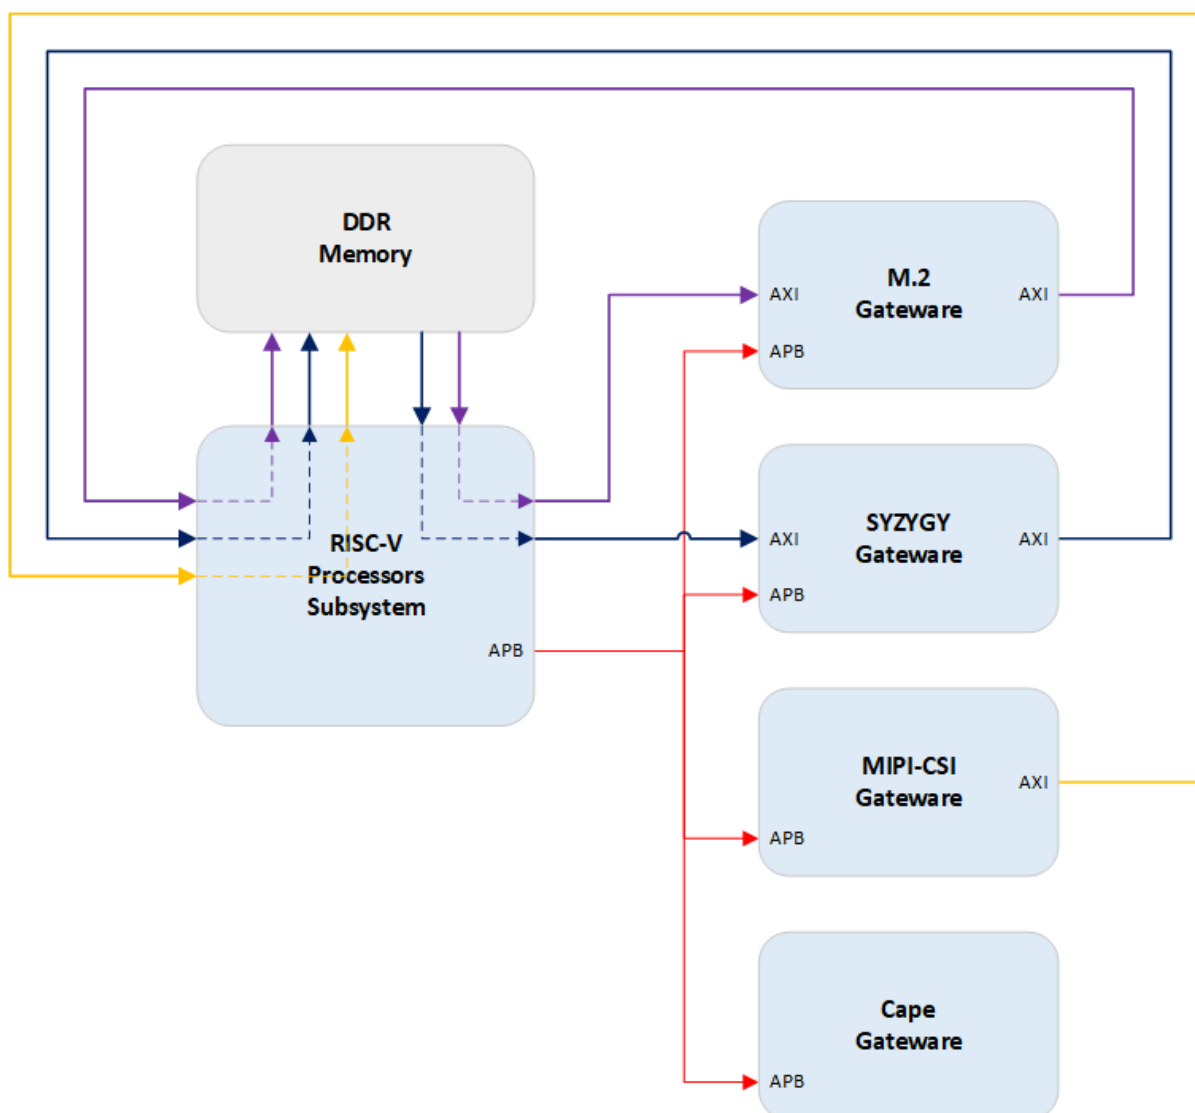 DDR
Memory
M.2
Gateware
AXI
AXI
APB
RISC-V
Processors
Subsystem
APB
SYZYGY
Gateware
AXI
AXI
APB
MIPI-CSI
Gateware
AXI
APB
Cape
Gateware
APB